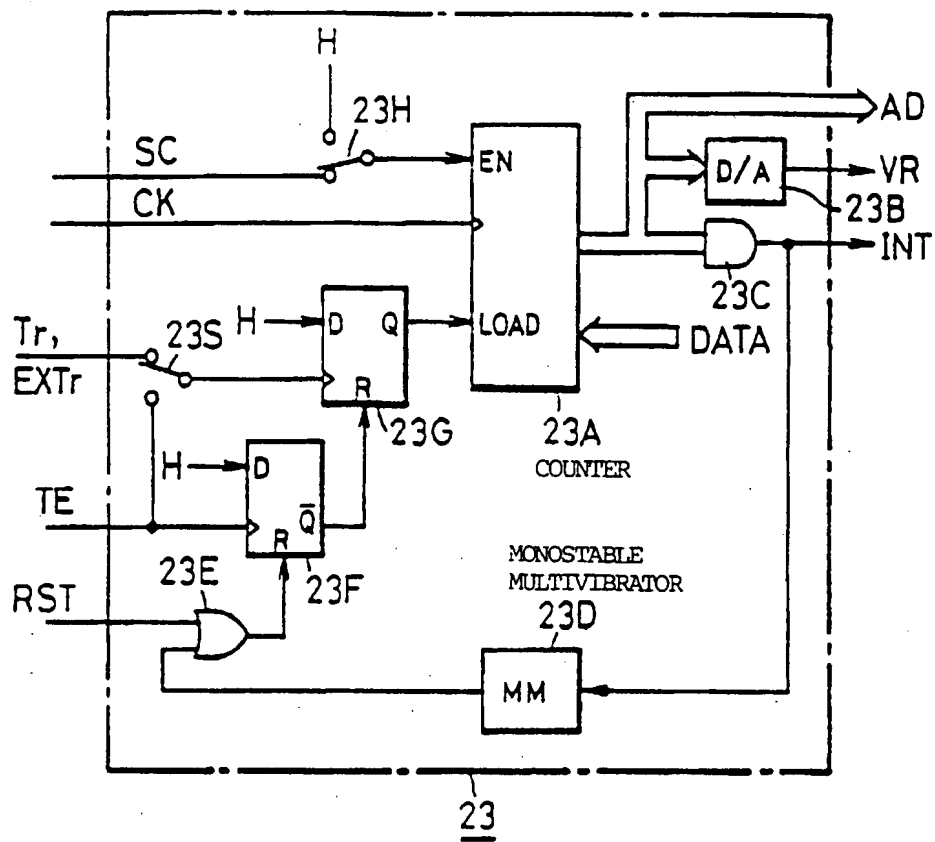 H
23H
SC
EN
CK
AD
D/A
VR
23B
INT
23C
H
D
Q
LOAD
DATA
Tr,
EXTr
23S
R
23G
23A
COUNTER
H
D
TE
R
Q̅
23F
23E
RST
MONOSTABLE
MULTIVIBRATOR
23D
MM
23